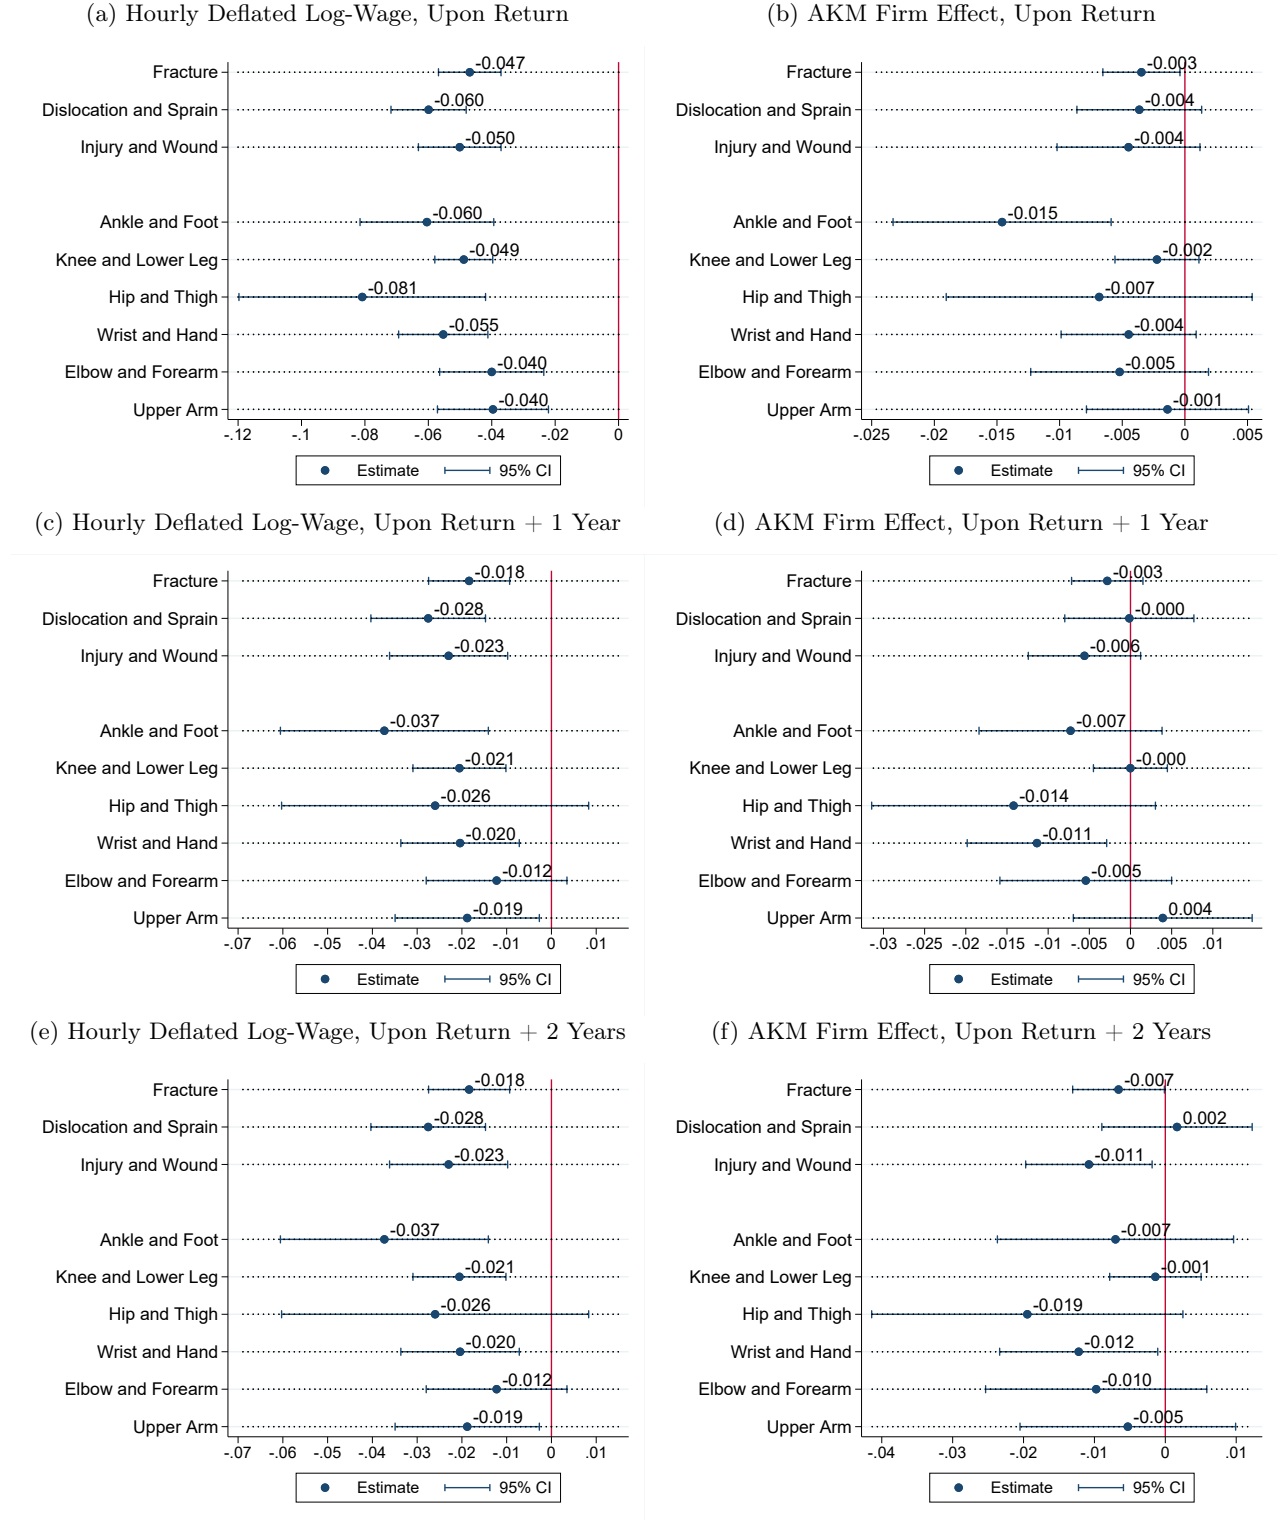 (a) Hourly Deflated Log-Wage, Upon Return
Fracture -0.047
Dislocation and Sprain -0.060
Injury and Wound -0.050
Ankle and Foot -0.060
Knee and Lower Leg -0.049
Hip and Thigh -0.081
Wrist and Hand -0.055
Elbow and Forearm -0.040
Upper Arm -0.040
-.12 -.1 -.08 -.06 -.04 -.02 0
Estimate 95% CI
(b) AKM Firm Effect, Upon Return
Fracture -0.003
Dislocation and Sprain -0.004
Injury and Wound -0.004
Ankle and Foot -0.015
Knee and Lower Leg -0.002
Hip and Thigh -0.007
Wrist and Hand -0.004
Elbow and Forearm -0.005
Upper Arm -0.001
-.025 -.02 -.015 -.01 -.005 0 .005
Estimate 95% CI
(c) Hourly Deflated Log-Wage, Upon Return + 1 Year
Fracture -0.018
Dislocation and Sprain -0.028
Injury and Wound -0.023
Ankle and Foot -0.037
Knee and Lower Leg -0.021
Hip and Thigh -0.026
Wrist and Hand -0.020
Elbow and Forearm -0.012
Upper Arm -0.019
-.07 -.06 -.05 -.04 -.03 -.02 -.01 0 .01
Estimate 95% CI
(d) AKM Firm Effect, Upon Return + 1 Year
Fracture -0.003
Dislocation and Sprain -0.000
Injury and Wound -0.006
Ankle and Foot -0.007
Knee and Lower Leg -0.000
Hip and Thigh -0.014
Wrist and Hand -0.011
Elbow and Forearm -0.005
Upper Arm 0.004
-.03 -.025 -.02 -.015 -.01 -.005 0 .005 .01
Estimate 95% CI
(e) Hourly Deflated Log-Wage, Upon Return + 2 Years
Fracture -0.018
Dislocation and Sprain -0.028
Injury and Wound -0.023
Ankle and Foot -0.037
Knee and Lower Leg -0.021
Hip and Thigh -0.026
Wrist and Hand -0.020
Elbow and Forearm -0.012
Upper Arm -0.019
-.07 -.06 -.05 -.04 -.03 -.02 -.01 0 .01
Estimate 95% CI
(f) AKM Firm Effect, Upon Return + 2 Years
Fracture -0.007
Dislocation and Sprain 0.002
Injury and Wound -0.011
Ankle and Foot -0.007
Knee and Lower Leg -0.001
Hip and Thigh -0.019
Wrist and Hand -0.012
Elbow and Forearm -0.010
Upper Arm -0.005
-.04 -.03 -.02 -.01 0 .01
Estimate 95% CI